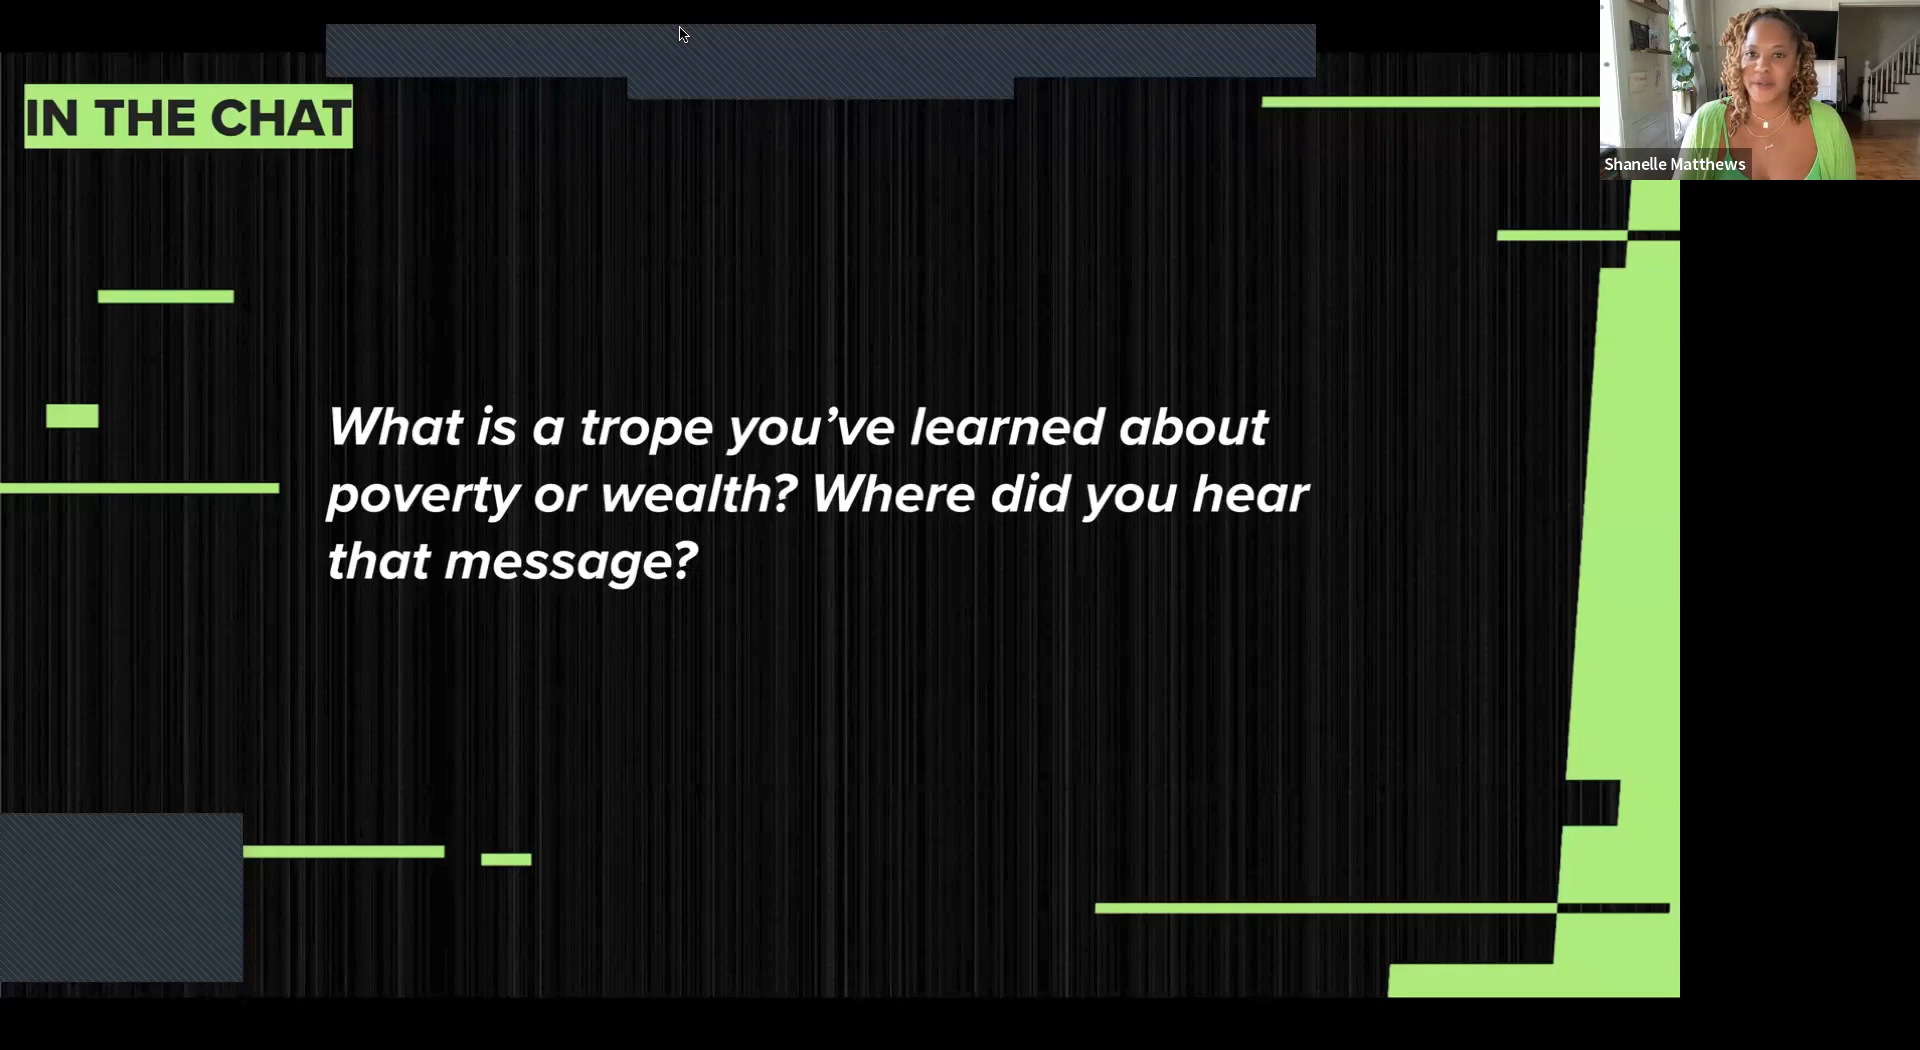 IN THE CHAT
Shanelle Matthews
What is a trope you’ve learned about
poverty or wealth? Where did you hear
that message?